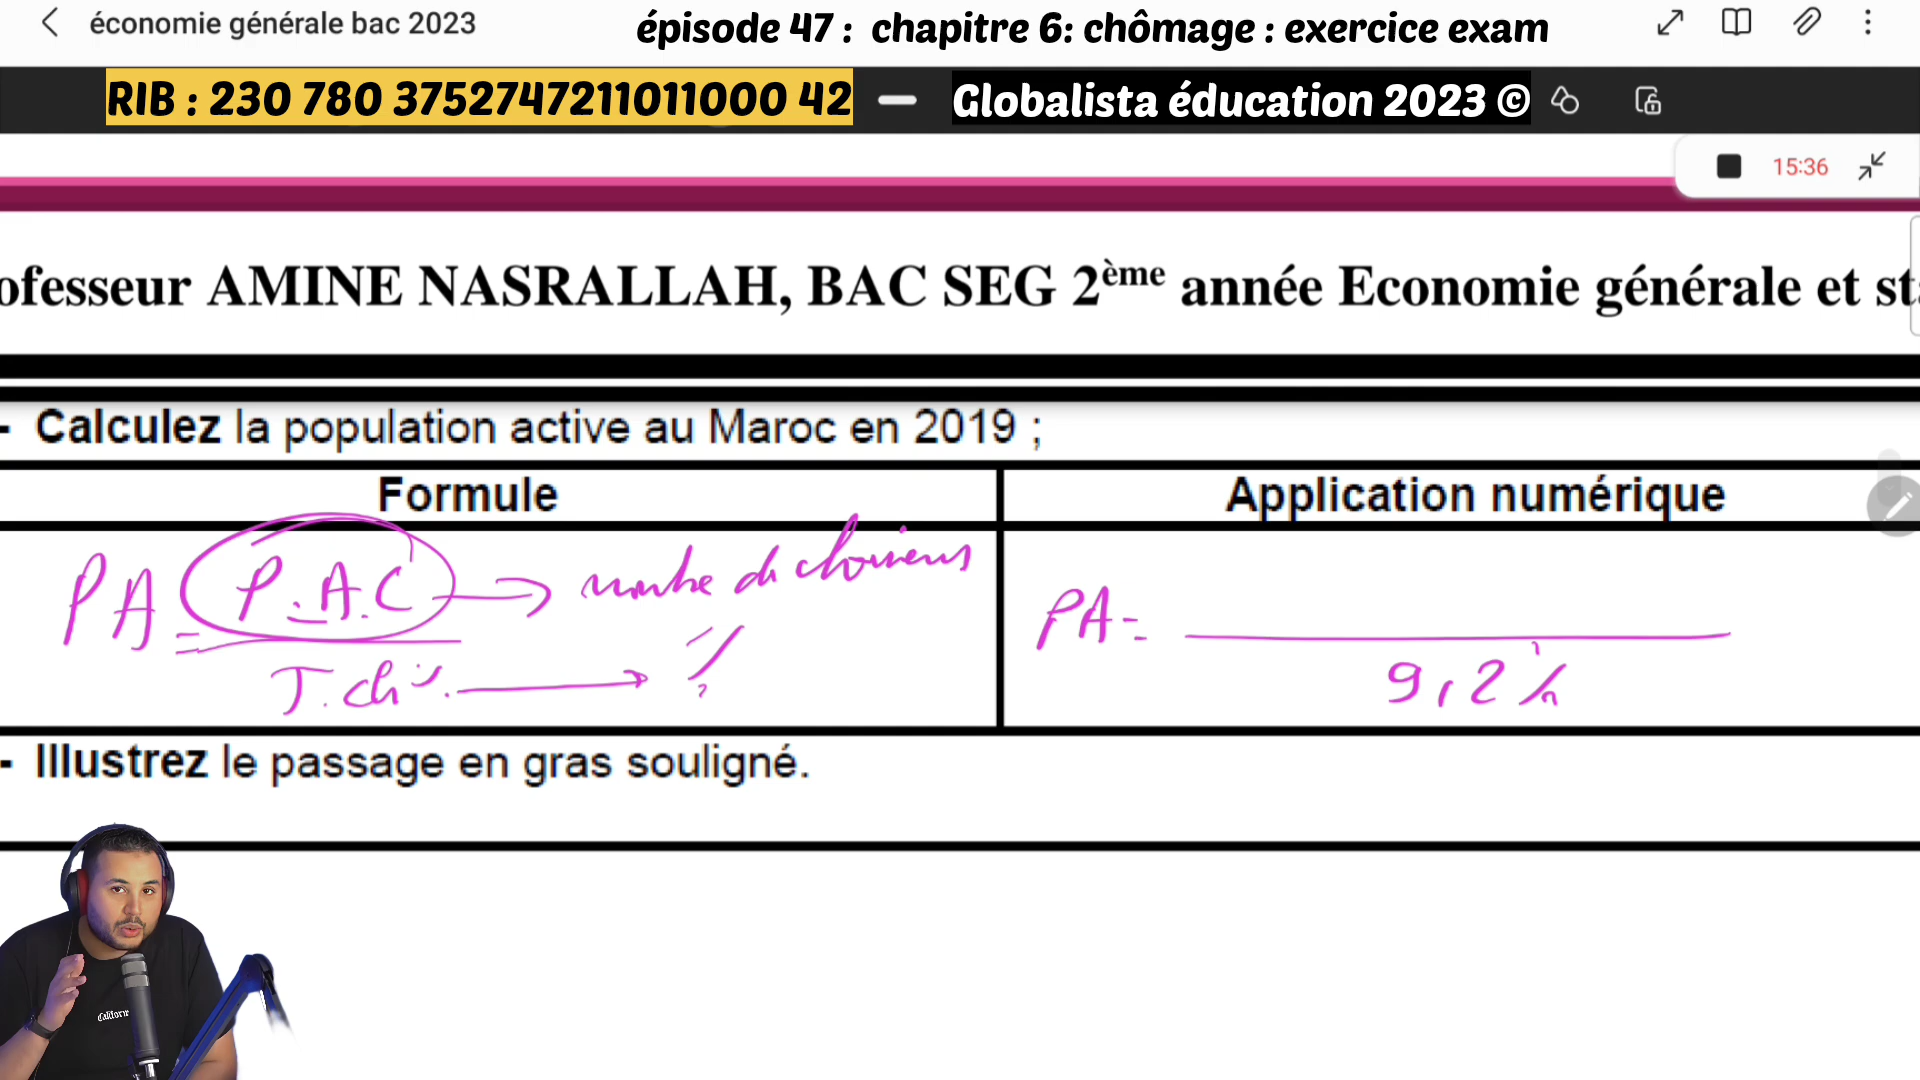 économie générale bac 2023
épisode 47 : chapitre 6: chômage : exercice exam
RIB : 230 780 3752747211011000 42
Globalista éducation 2023 ©
15:36
ofesseur AMINE NASRALLAH, BAC SEG 2ème année Economie générale et st
- Calculez la population active au Maroc en 2019 ;
Formule
Application numérique
PA = P.A.C → nombre de chômeurs
T.ch% → %
PA =
9,2%
- Illustrez le passage en gras souligné.
Californ